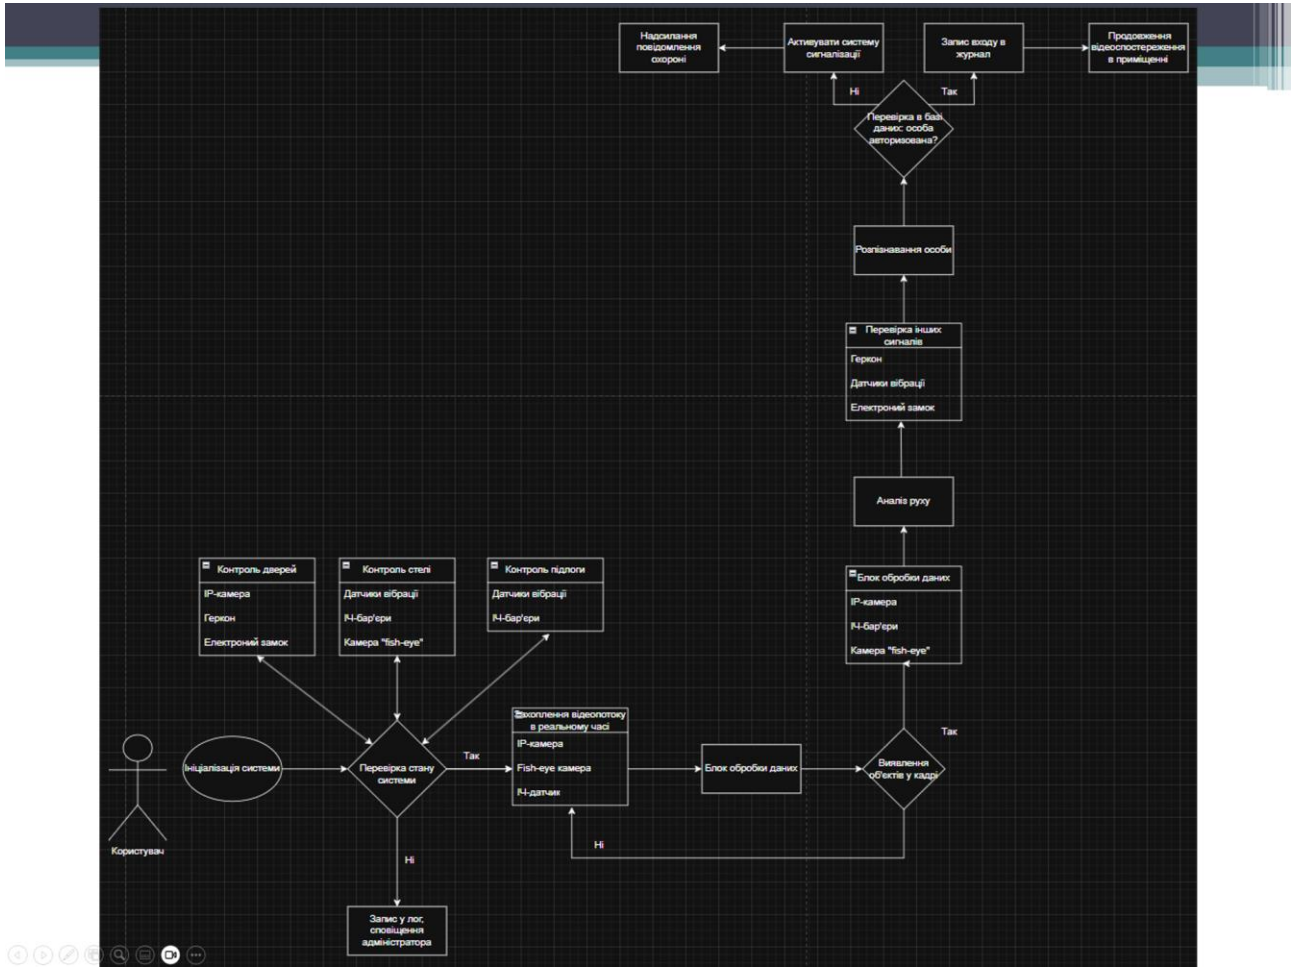 Надсилання
повідомлення
охороні
Активувати систему
сигналізації
Запис входу в
журнал
Продовження
відеоспостереження
в приміщенні
Ні
Так
Перевірка в базі
даних: особа
авторизована?
Розпізнавання особи
Перевірка інших
сигналів
Геркон
Датчики вібрації
Електроний замок
Аналіз руху
Блок обробки даних
IP-камера
ІЧ-бар'єри
Камера "fish-eye"
Контроль дверей
IP-камера
Геркон
Електроний замок
Контроль стелі
Датчики вібрації
ІЧ-бар'єри
Камера "fish-eye"
Контроль підлоги
Датчики вібрації
ІЧ-бар'єри
Користувач
Ініціалізація системи
Перевірка стану
системи
Так
Ні
Запис у лог,
сповіщення
адміністратора
Захоплення відеопотоку
в реальному часі
IP-камера
Fish-eye камера
ІЧ-датчик
Блок обробки даних
Виявлення
об'єктів у кадрі
Так
Ні